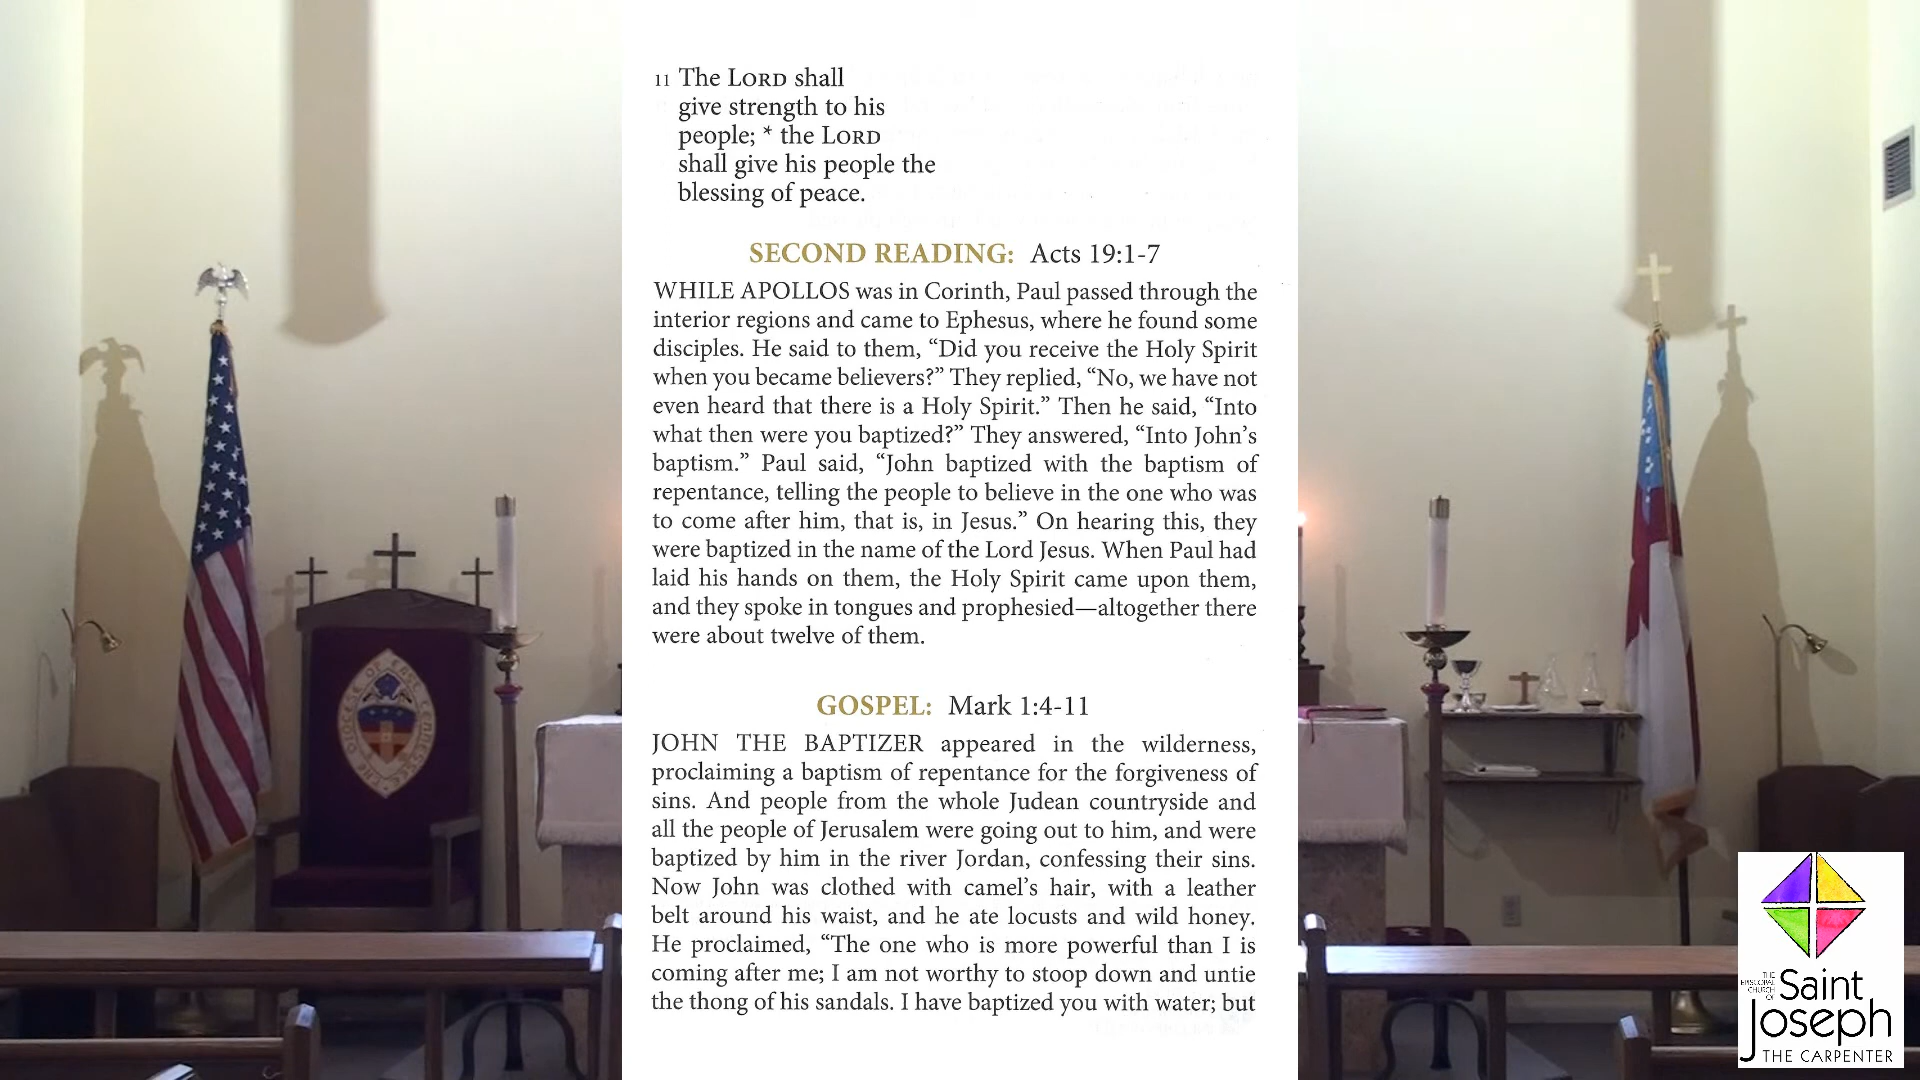 11 The LORD shall
give strength to his
people; * the LORD
shall give his people the
blessing of peace.
SECOND READING: Acts 19:1-7
WHILE APOLLOS was in Corinth, Paul passed through the
interior regions and came to Ephesus, where he found some
disciples. He said to them, “Did you receive the Holy Spirit
when you became believers?” They replied, “No, we have not
even heard that there is a Holy Spirit.” Then he said, “Into
what then were you baptized?” They answered, “Into John’s
baptism.” Paul said, “John baptized with the baptism of
repentance, telling the people to believe in the one who was
to come after him, that is, in Jesus.” On hearing this, they
were baptized in the name of the Lord Jesus. When Paul had
laid his hands on them, the Holy Spirit came upon them,
and they spoke in tongues and prophesied—altogether there
were about twelve of them.
GOSPEL: Mark 1:4-11
JOHN THE BAPTIZER appeared in the wilderness,
proclaiming a baptism of repentance for the forgiveness of
sins. And people from the whole Judean countryside and
all the people of Jerusalem were going out to him, and were
baptized by him in the river Jordan, confessing their sins.
Now John was clothed with camel’s hair, with a leather
belt around his waist, and he ate locusts and wild honey.
He proclaimed, “The one who is more powerful than I is
coming after me; I am not worthy to stoop down and untie
the thong of his sandals. I have baptized you with water; but
THE DIOCESE OF EAST TENNESSEE
THE
EPISCOPAL
CHURCH
OF
Saint
Joseph
THE CARPENTER